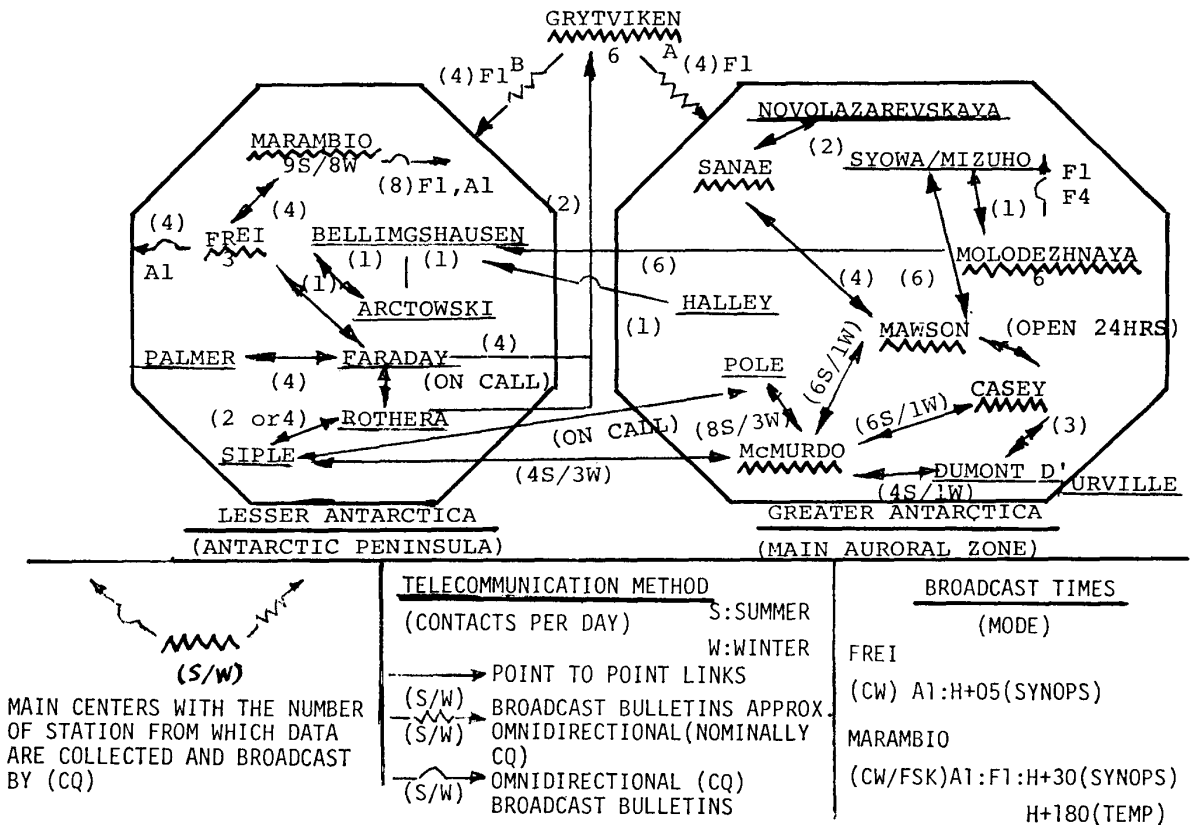 GRYTVIKEN
6
B
A
(4)Fl
(4)Fl
NOVOLAZAREVSKAYA
MARAMBIO
9S/8W
(8)Fl,Al
(2)
SANAE
SYOWA/MIZUHO
Fl
F4
(1)
(4)
(4)
FREI
3
Al
BELLIMGSHAUSEN
(1)
(1)
(2)
(6)
MOLODEZHNAYA
6
(1)
ARCTOWSKI
(1)
HALLEY
(4)
(6)
MAWSON
(OPEN 24HRS)
PALMER
(4)
FARADAY
(4)
(ON CALL)
POLE
(6S/1W)
CASEY
(2 or4)
ROTHERA
(ON CALL)
(8S/3W)
(6S/1W)
(3)
SIPLE
(4S/3W)
McMURDO
DUMONT D'
URVILLE
(4S/1W)
LESSER ANTARCTICA
(ANTARCTIC PENINSULA)
GREATER ANTARCTICA
(MAIN AURORAL ZONE)
(S/W)
MAIN CENTERS WITH THE NUMBER
OF STATION FROM WHICH DATA
ARE COLLECTED AND BROADCAST
BY (CQ)
TELECOMMUNICATION METHOD
(CONTACTS PER DAY)
S:SUMMER
W:WINTER
POINT TO POINT LINKS
(S/W)
(S/W)
BROADCAST BULLETINS APPROX.
OMNIDIRECTIONAL(NOMINALLY
CQ)
(S/W)
OMNIDIRECTIONAL (CQ)
BROADCAST BULLETINS
BROADCAST TIMES
(MODE)
FREI
(CW) A1:H+05(SYNOPS)
MARAMBIO
(CW/FSK)A1:F1:H+30(SYNOPS)
H+180(TEMP)